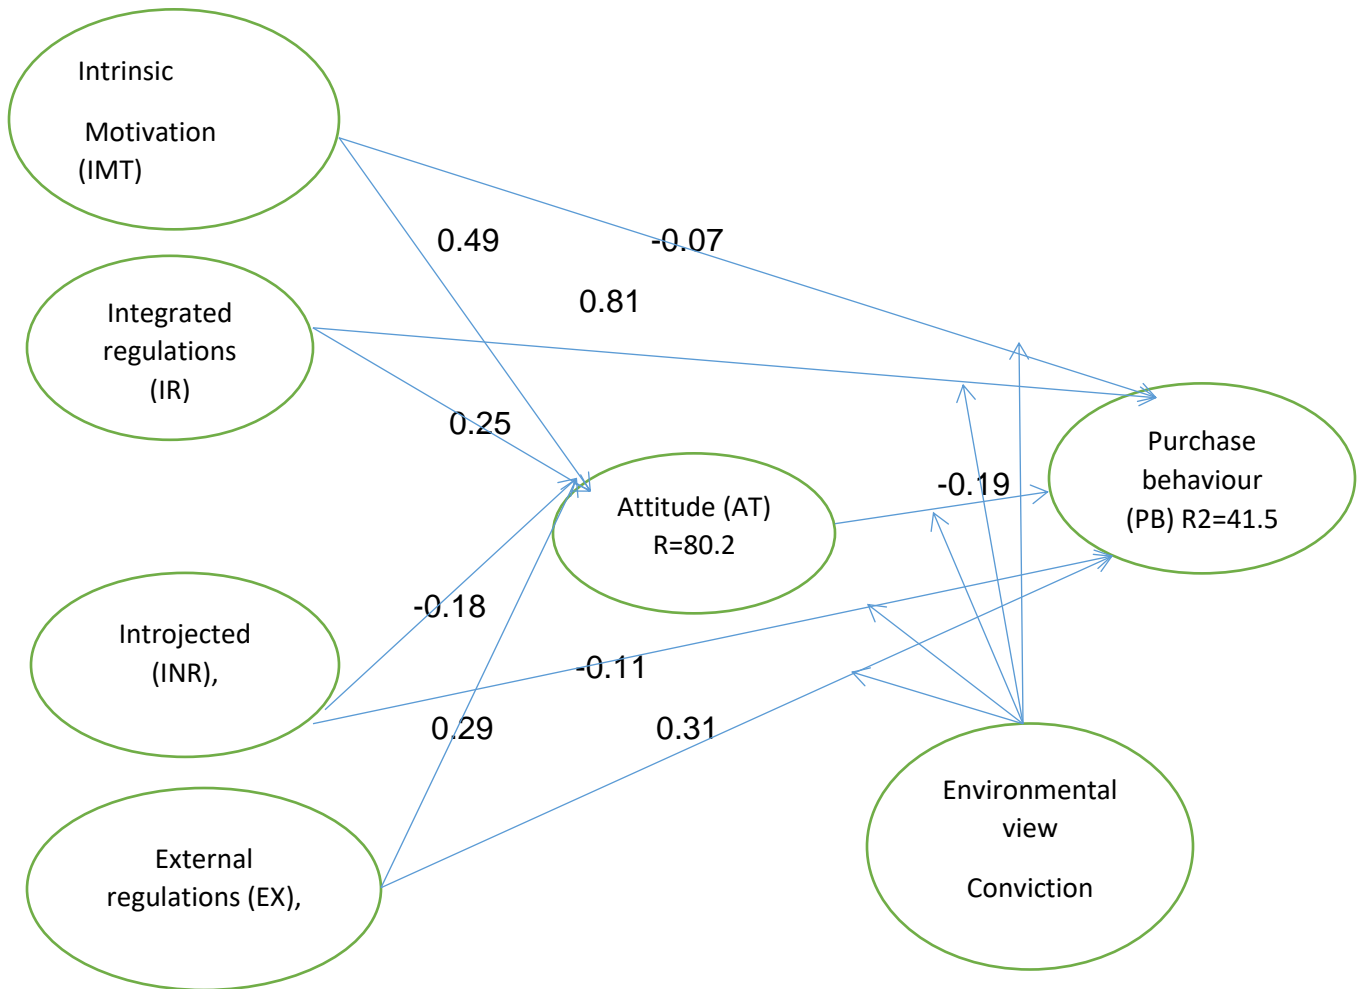 Intrinsic
Motivation
(IMT)
0.49
-0.07
0.81
Integrated
regulations
(IR)
0.25
Purchase
behaviour
(PB) R2=41.5
-0.19
Attitude (AT)
R=80.2
-0.18
Introjected
(INR),
-0.11
0.29
0.31
Environmental
view
Conviction
External
regulations (EX),